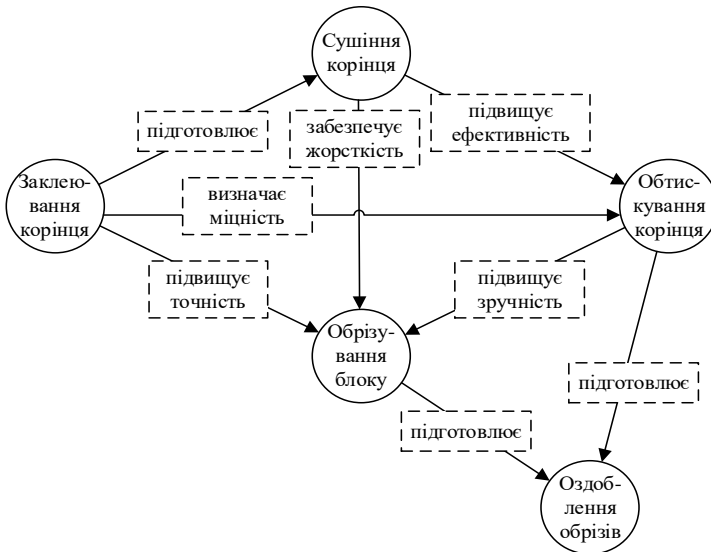 Сушіння
корінця
підготовлює
забезпечує
жорсткість
підвищує
ефективність
Заклею-
вання
корінця
визначає
міцність
Обтис-
кування
корінця
підвищує
точність
підвищує
зручність
Обрізу-
вання
блоку
підготовлює
підготовлює
Оздоб-
лення
обрізів